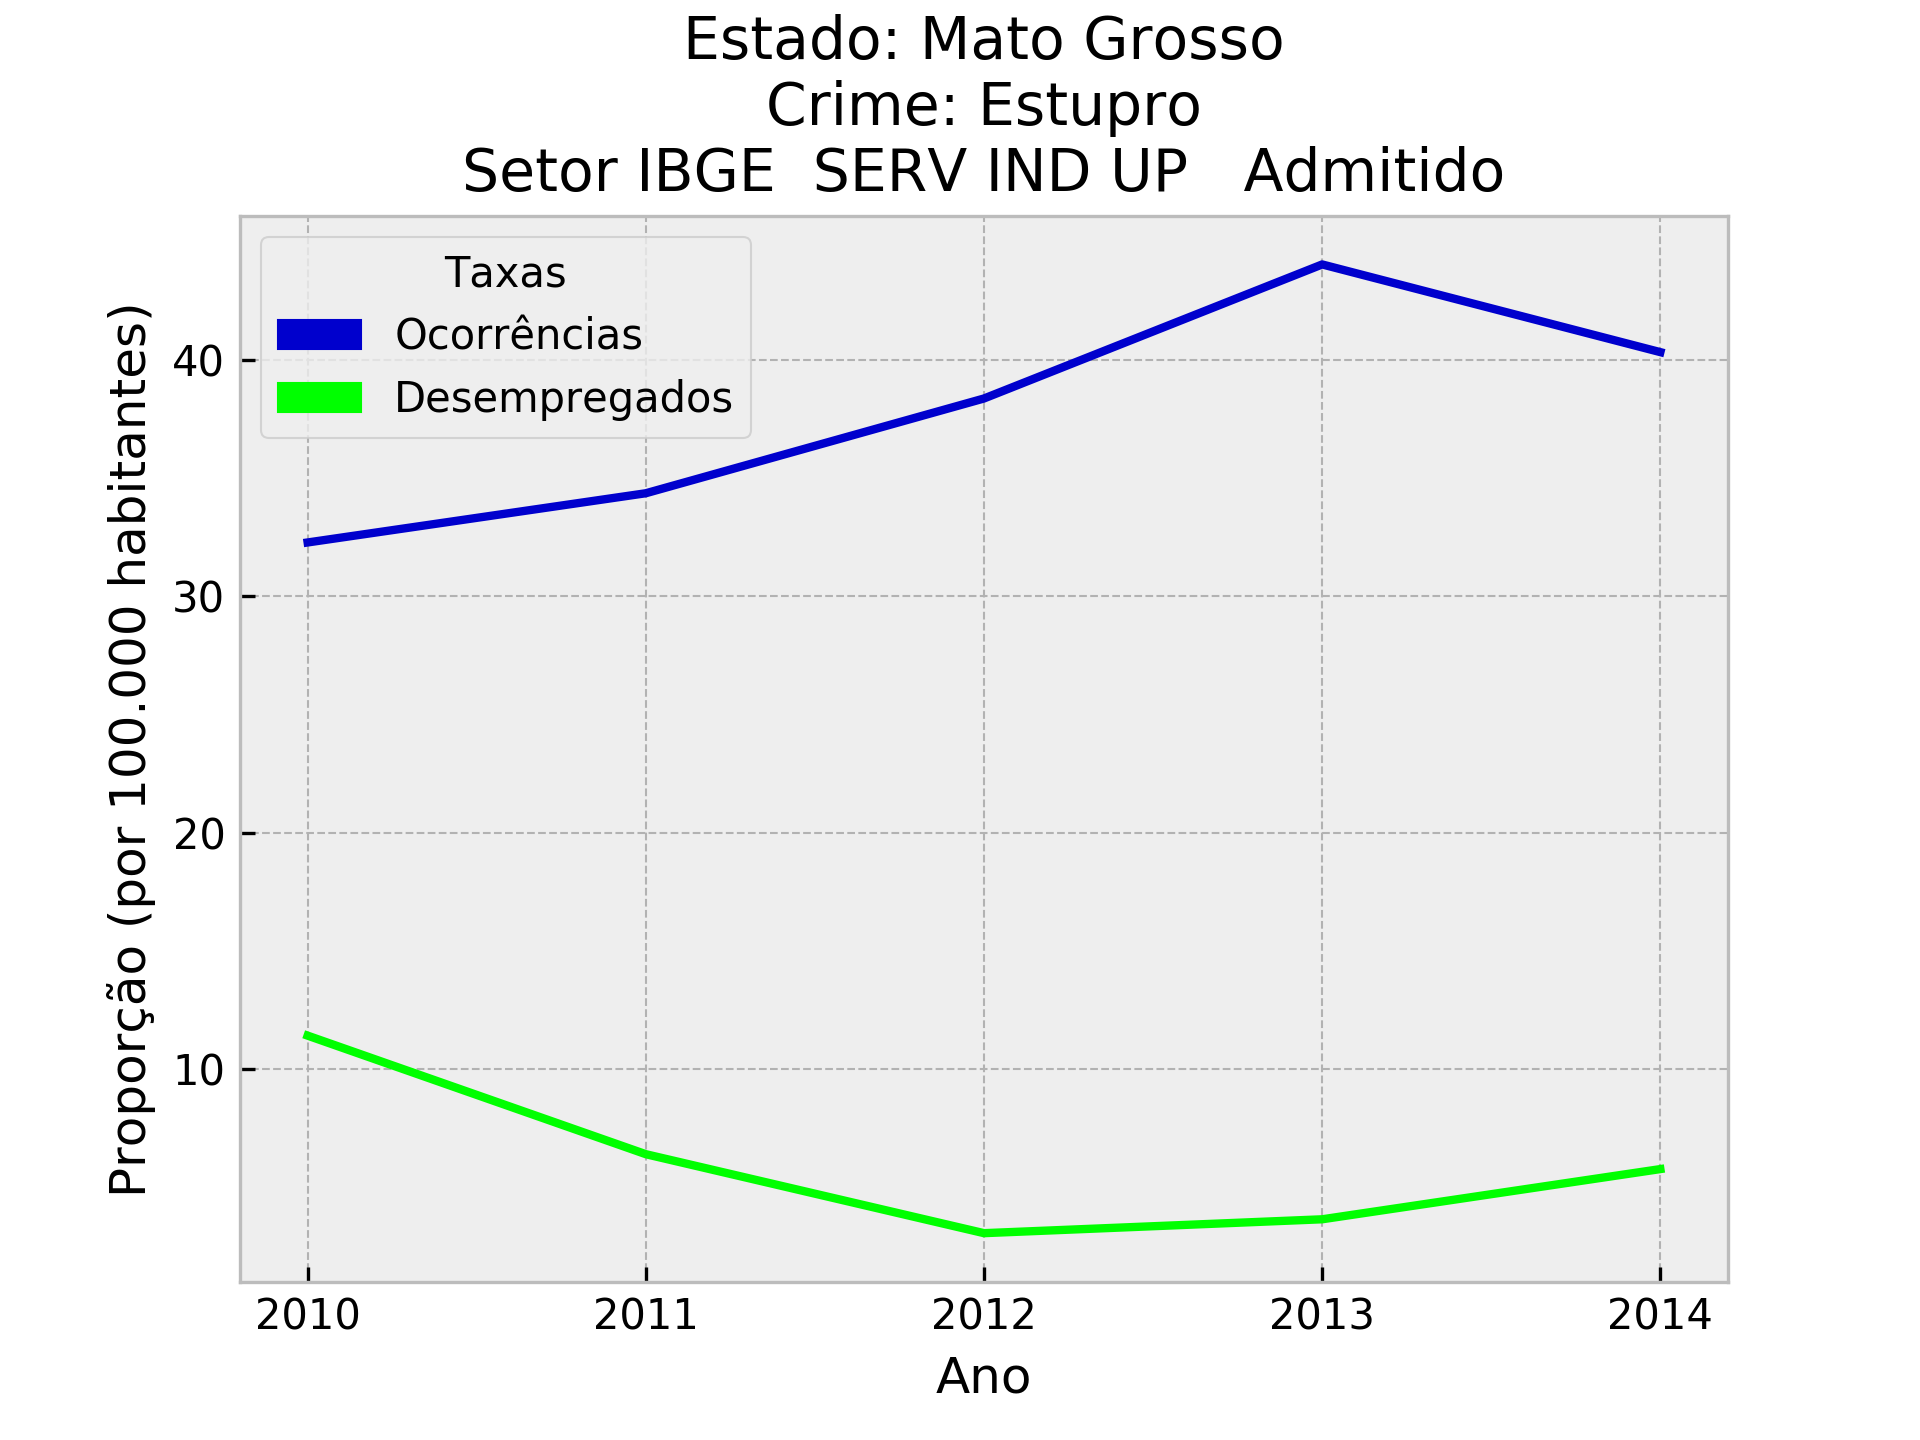 Estado: Mato Grosso
Crime: Estupro
Setor IBGE  SERV IND UP   Admitido
Taxas
Ocorrências
Desempregados
Proporção (por 100.000 habitantes)
40
30
20
10
2010 2011 2012 2013 2014
Ano